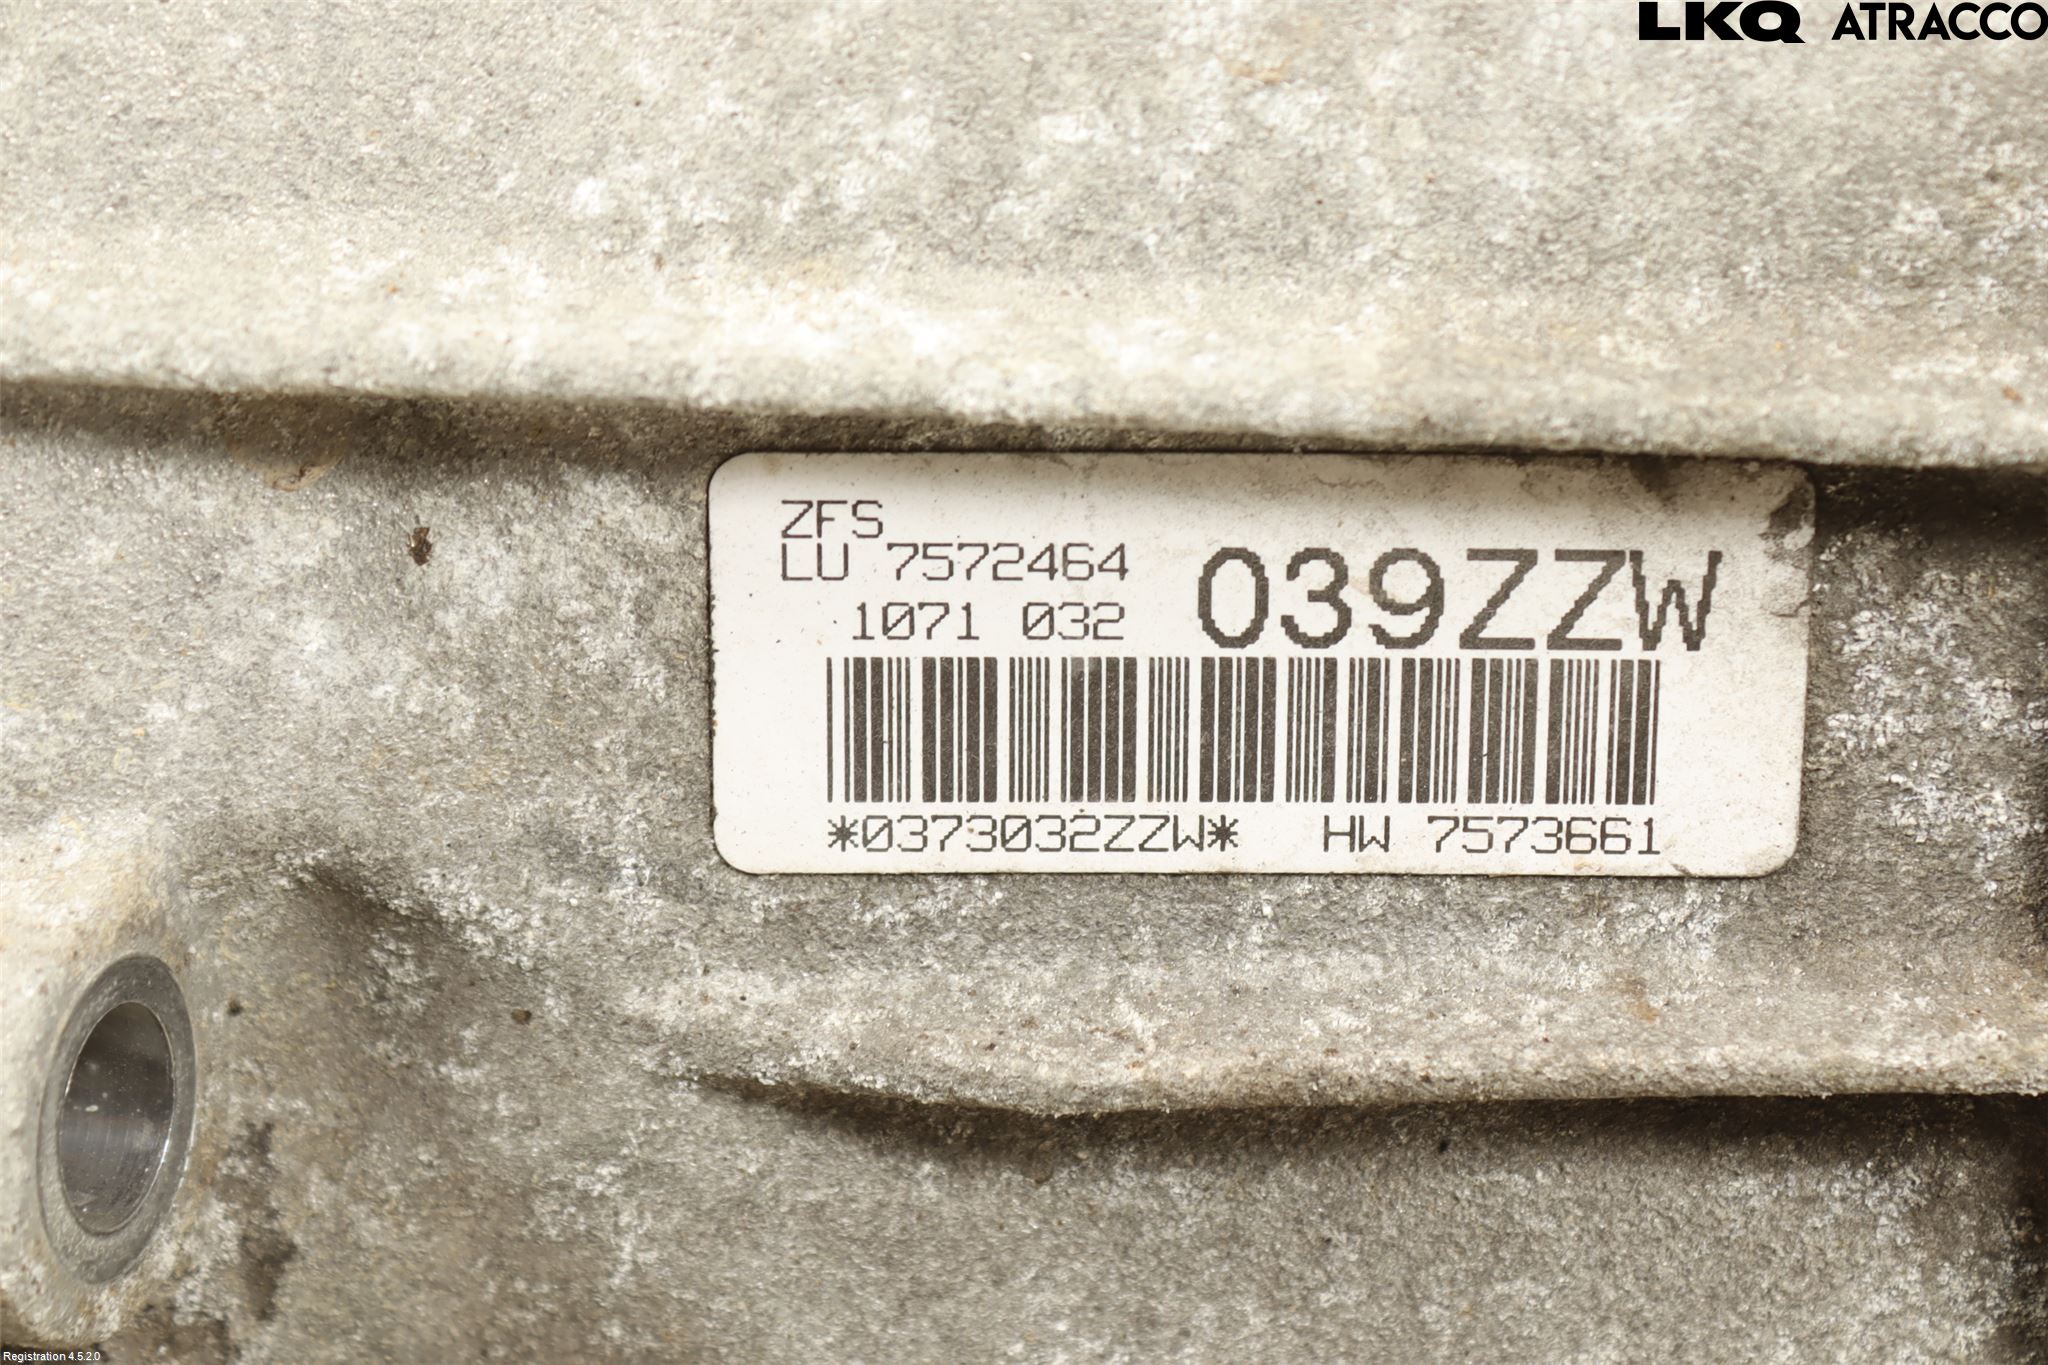 LKQ ATRACCO
ZFS
LU 7572464
1071 032
039ZZW
*0373032ZZW* HW 7573661
Registration 4.5.2.0